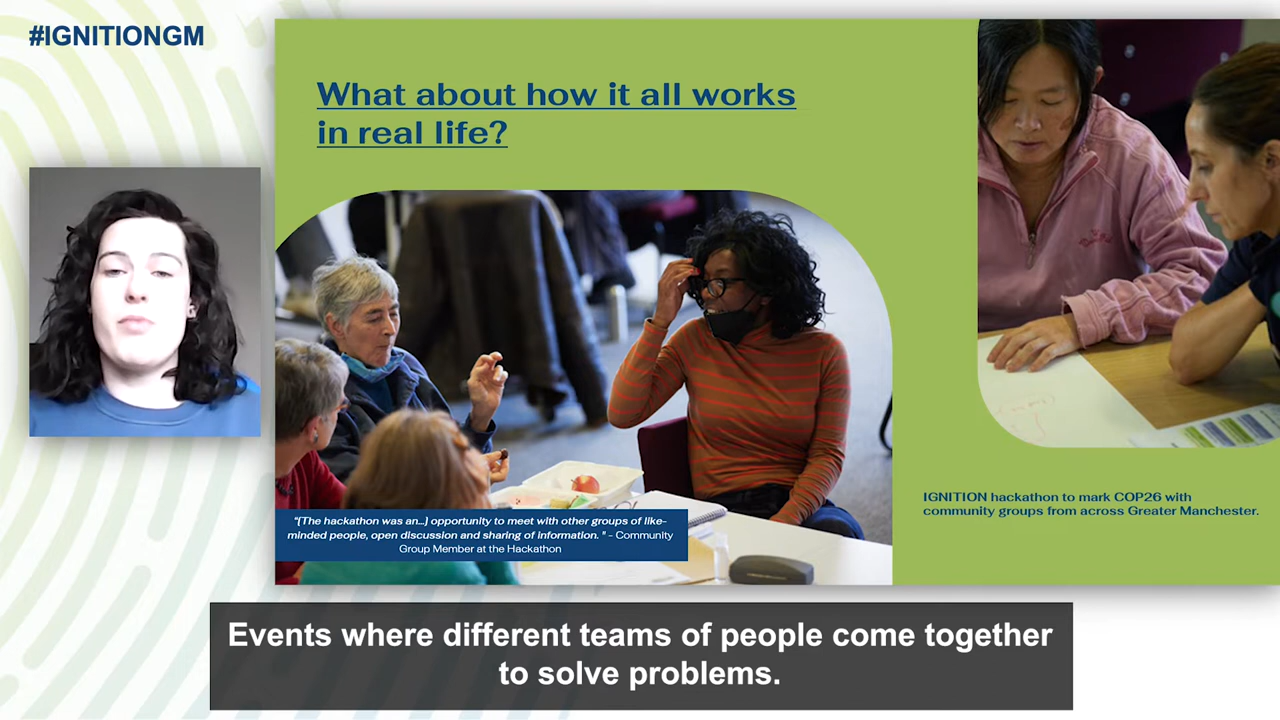 #IGNITIONGM
What about how it all works
in real life?
"[The hackathon was an...] opportunity to meet with other groups of like-
minded people, open discussion and sharing of information. " - Community
Group Member at the Hackathon
IGNITION hackathon to mark COP26 with
community groups from across Greater Manchester.
Events where different teams of people come together
to solve problems.